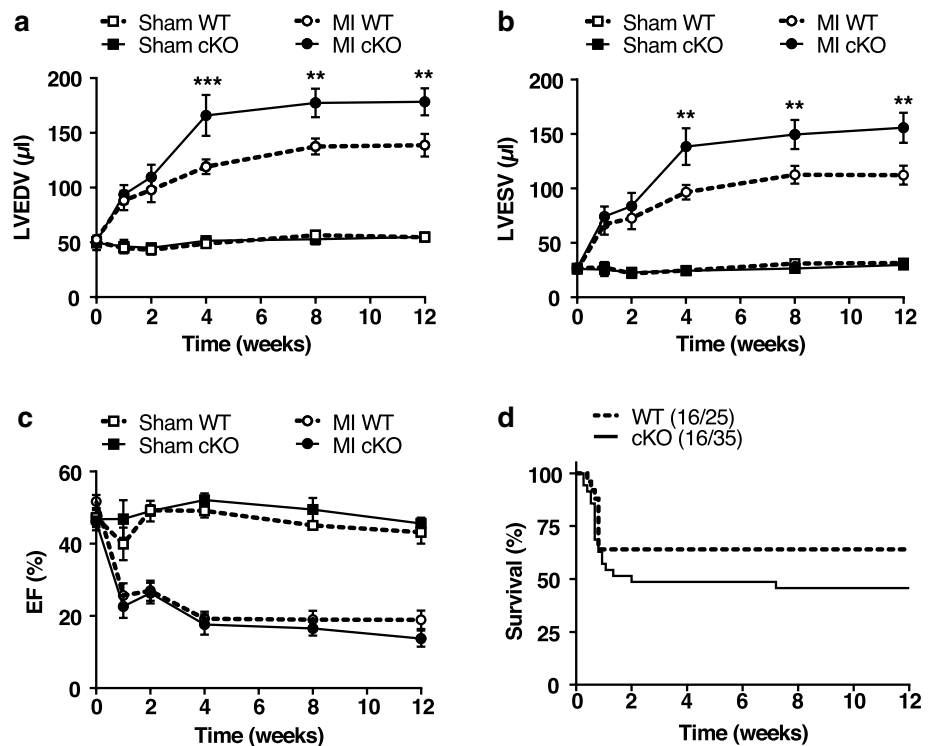 a
Sham WT
MI WT
Sham cKO
MI cKO
***
**
**
200
150
100
50
0
LVEDV (µl)
0 2 4 6 8 10 12
Time (weeks)
b
Sham WT
MI WT
Sham cKO
MI cKO
**
**
**
200
150
100
50
0
LVESV (µl)
0 2 4 6 8 10 12
Time (weeks)
c
Sham WT
MI WT
Sham cKO
MI cKO
60
40
20
0
EF (%)
0 2 4 6 8 10 12
Time (weeks)
d
WT (16/25)
cKO (16/35)
100
75
50
25
0
Survival (%)
0 2 4 6 8 10 12
Time (weeks)